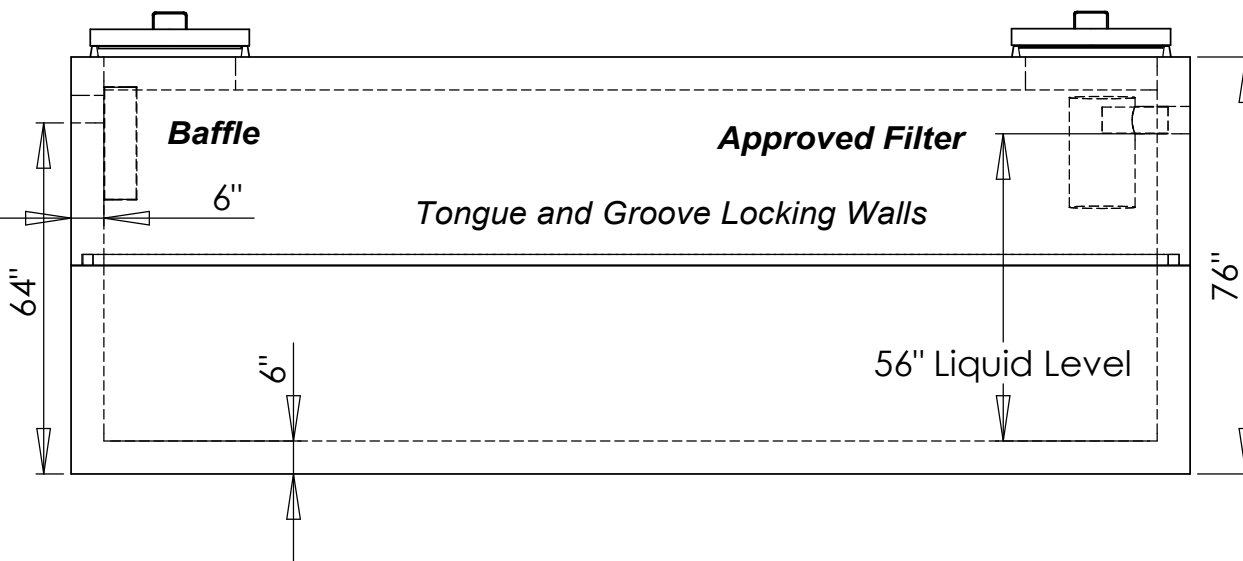 Baffle
Approved Filter
6"
Tongue and Groove Locking Walls
64"
76"
6"
56" Liquid Level